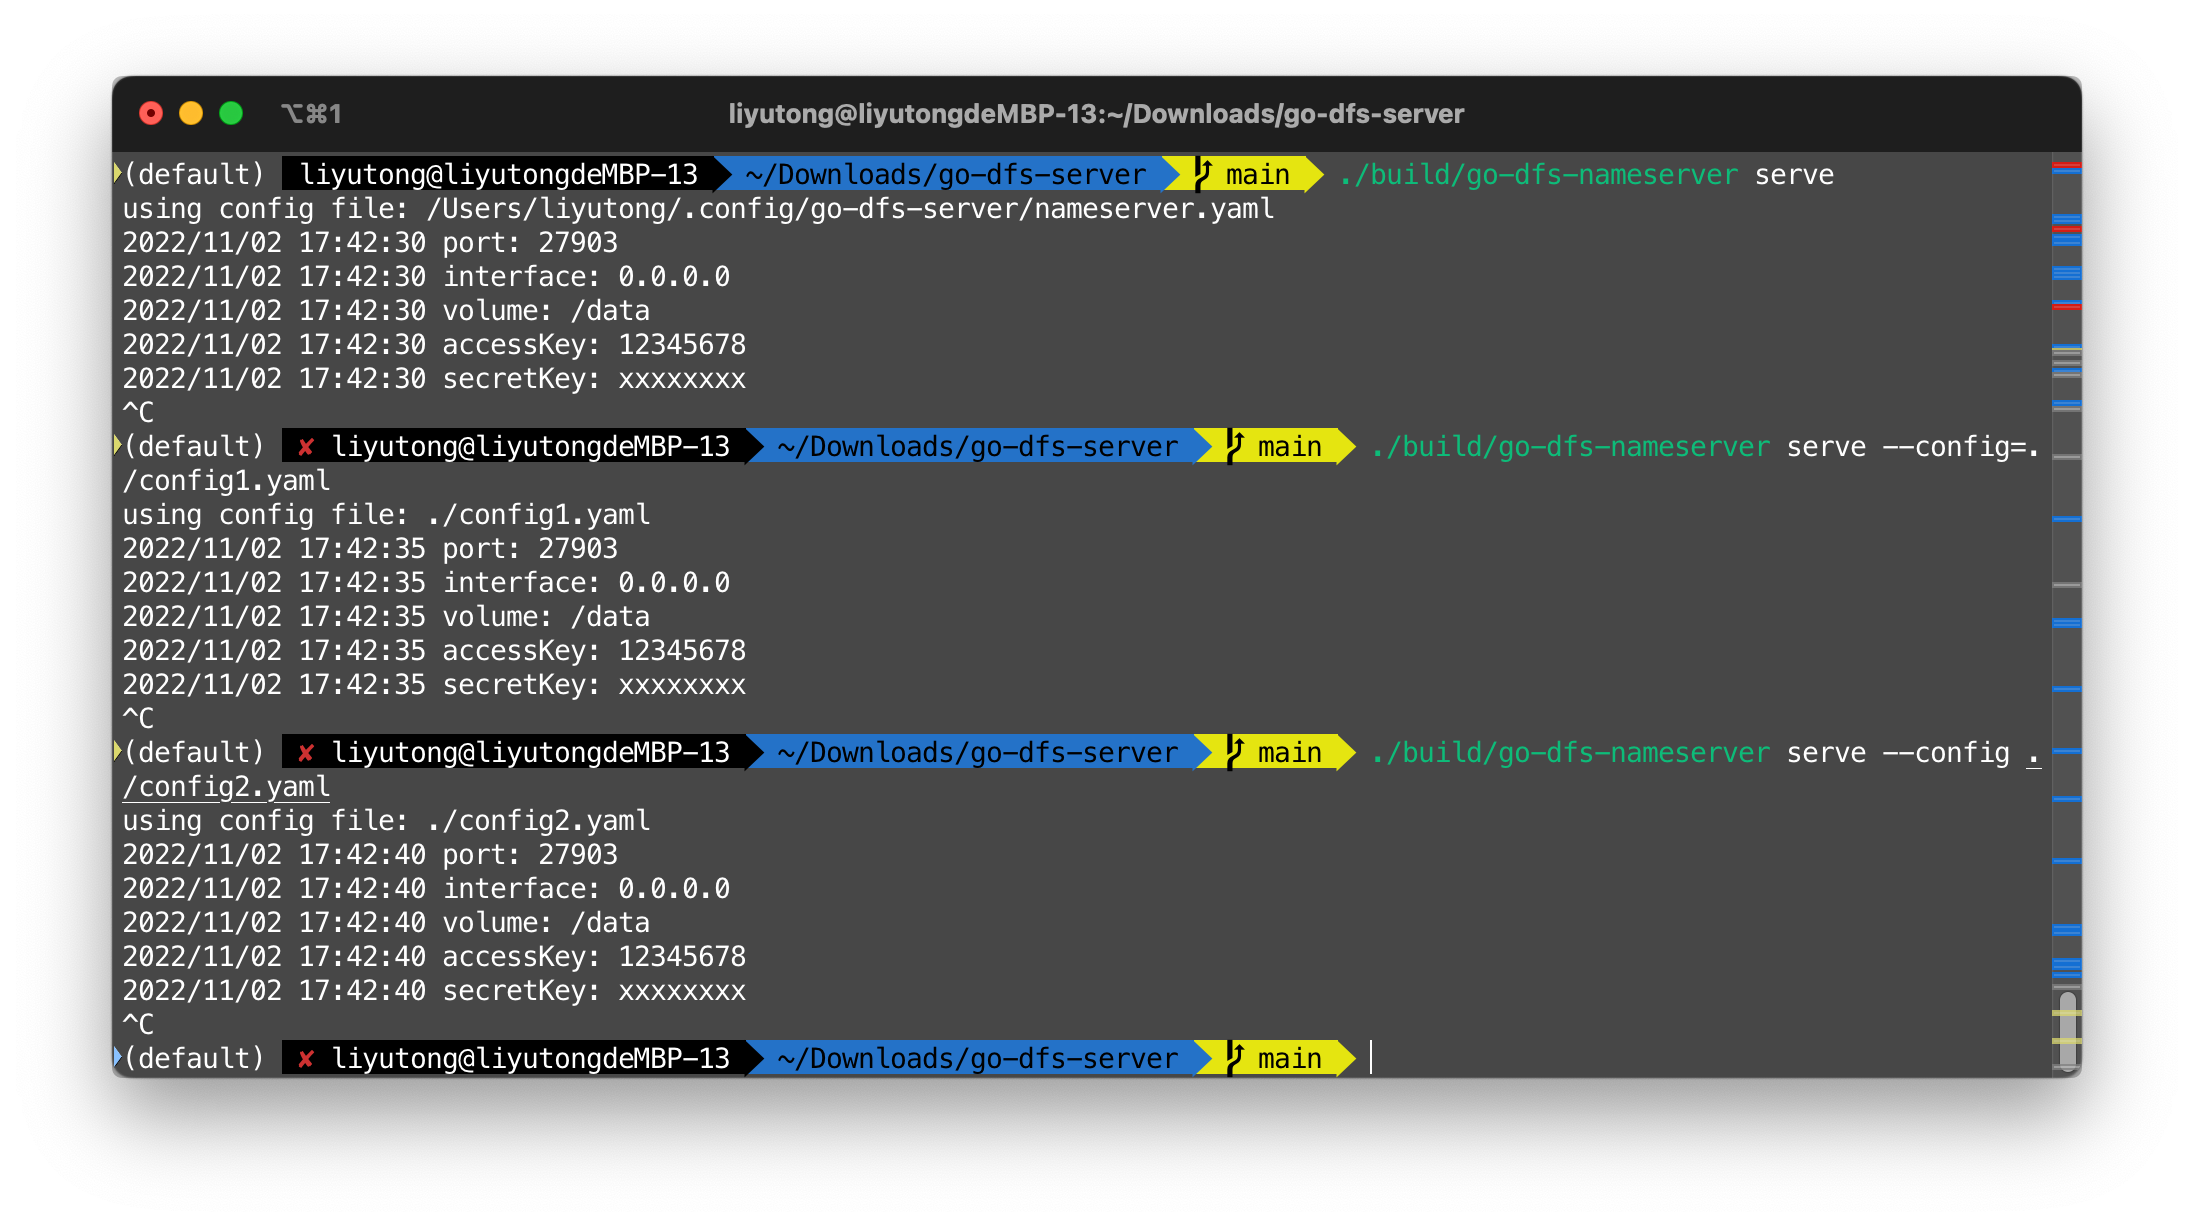 ⌥⌘1
liyutong@liyutongdeMBP-13:~/Downloads/go-dfs-server
(default) liyutong@liyutongdeMBP-13 ~/Downloads/go-dfs-server main ./build/go-dfs-nameserver serve
using config file: /Users/liyutong/.config/go-dfs-server/nameserver.yaml
2022/11/02 17:42:30 port: 27903
2022/11/02 17:42:30 interface: 0.0.0.0
2022/11/02 17:42:30 volume: /data
2022/11/02 17:42:30 accessKey: 12345678
2022/11/02 17:42:30 secretKey: xxxxxxxx
^C
(default) ✘ liyutong@liyutongdeMBP-13 ~/Downloads/go-dfs-server main ./build/go-dfs-nameserver serve --config=.
/config1.yaml
using config file: ./config1.yaml
2022/11/02 17:42:35 port: 27903
2022/11/02 17:42:35 interface: 0.0.0.0
2022/11/02 17:42:35 volume: /data
2022/11/02 17:42:35 accessKey: 12345678
2022/11/02 17:42:35 secretKey: xxxxxxxx
^C
(default) ✘ liyutong@liyutongdeMBP-13 ~/Downloads/go-dfs-server main ./build/go-dfs-nameserver serve --config .
/config2.yaml
using config file: ./config2.yaml
2022/11/02 17:42:40 port: 27903
2022/11/02 17:42:40 interface: 0.0.0.0
2022/11/02 17:42:40 volume: /data
2022/11/02 17:42:40 accessKey: 12345678
2022/11/02 17:42:40 secretKey: xxxxxxxx
^C
(default) ✘ liyutong@liyutongdeMBP-13 ~/Downloads/go-dfs-server main